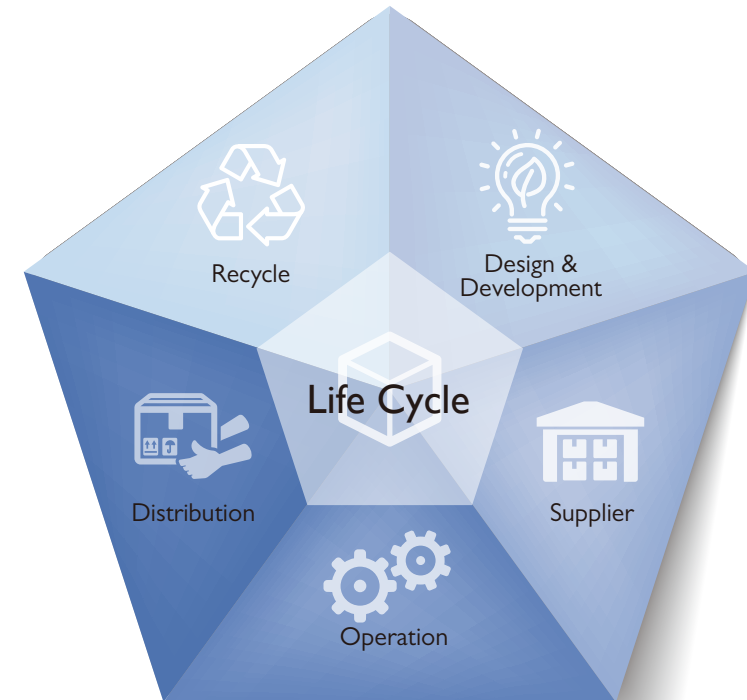 Recycle
Design &
Development
Life Cycle
Distribution
Supplier
Operation